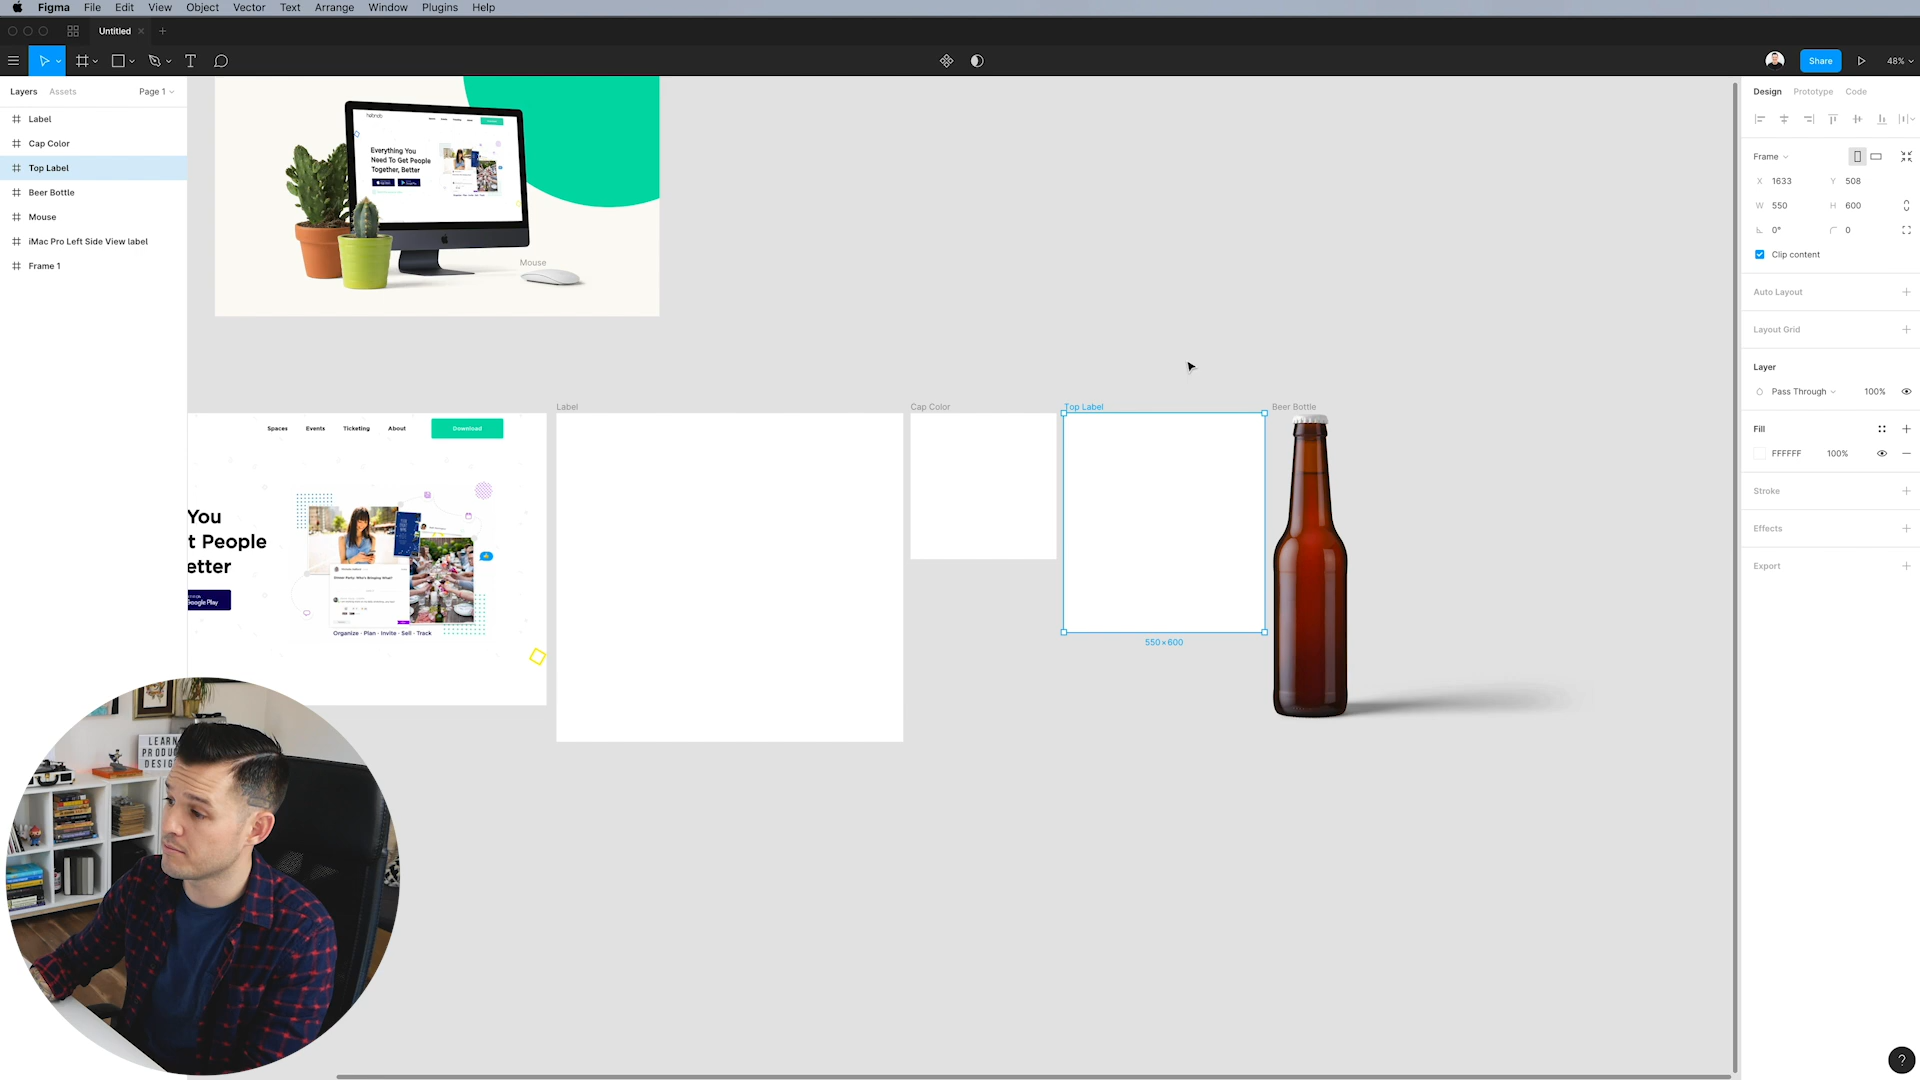 Figma File Edit View Object Vector Text Arrange Window Plugins Help
Untitled
Share
48%
Layers Assets Page 1
Label
Cap Color
Top Label
Beer Bottle
Mouse
iMac Pro Left Side View label
Frame 1
Everything You
Need To Get People
Together, Better
Mouse
Label
Cap Color
Top Label
Beer Bottle
Spaces Events Ticketing About Download
You
t People
etter
Google Play
Organize · Plan · Invite · Sell · Track
550 × 600
LEARN
PRODUC
DESIG
Design Prototype Code
Frame
X 1633 Y 508
W 550 H 600
0° 0
Clip content
Auto Layout
Layout Grid
Layer
Pass Through 100%
Fill
FFFFFF 100%
Stroke
Effects
Export
?